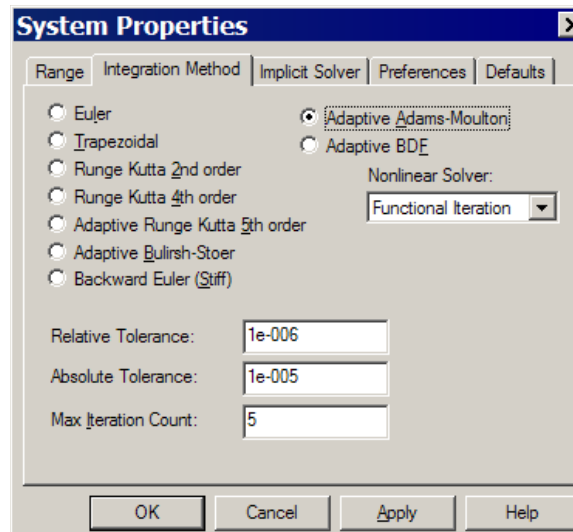 System Properties
Range Integration Method Implicit Solver Preferences Defaults
Euler
Trapezoidal
Runge Kutta 2nd order
Runge Kutta 4th order
Adaptive Runge Kutta 5th order
Adaptive Bulirsh-Stoer
Backward Euler (Stiff)
Adaptive Adams-Moulton
Adaptive BDF
Nonlinear Solver:
Functional Iteration
Relative Tolerance: 1e-006
Absolute Tolerance: 1e-005
Max Iteration Count: 5
OK Cancel Apply Help